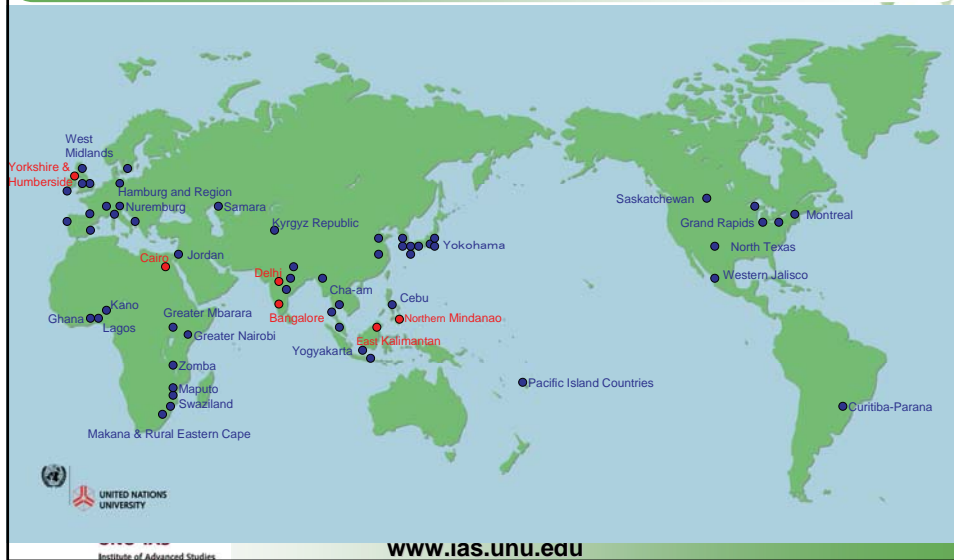 West
Midlands
Yorkshire &
Humberside
Hamburg and Region
Nuremburg
Samara
Kyrgyz Republic
Saskatchewan
Grand Rapids
Montreal
North Texas
Western Jalisco
Yokohama
Cairo
Jordan
Delhi
Cha-am
Cebu
Bangalore
Northern Mindanao
East Kalimantan
Kano
Ghana
Lagos
Greater Mbarara
Greater Nairobi
Yogyakarta
Zomba
Pacific Island Countries
Maputo
Swaziland
Curitiba-Parana
Makana & Rural Eastern Cape
UNITED NATIONS
UNIVERSITY
Institute of Advanced Studies
www.ias.unu.edu